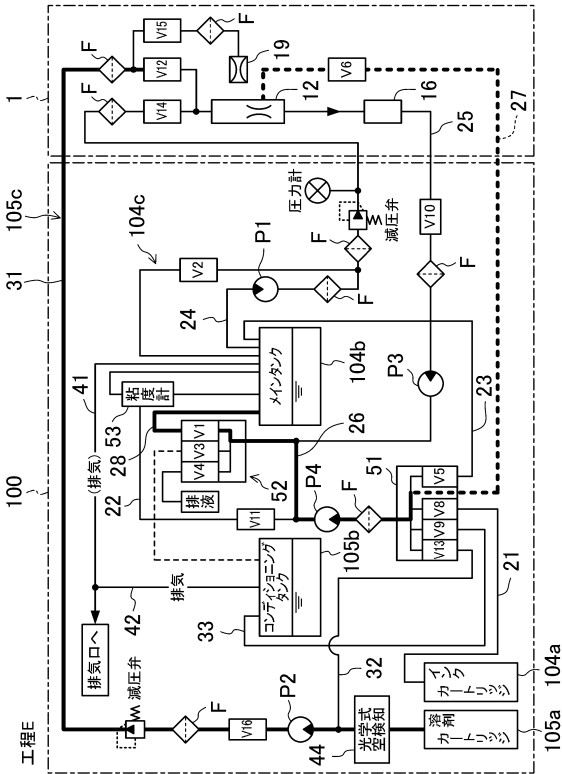 工程E
100
105c
1
31
41
(排気)
104c
V15
V12
V14
F
F
F
19
V6
12
16
27
25
圧力計
減圧弁
F
P1
V2
24
F
V10
F
P3
メインタンク
104b
23
粘度計
53
28
V1
V3
V4
52
26
22
排液
V11
P4
F
51
V5
V8
V9
V13
コンディショニング
タンク
105b
排気
42
33
排気口へ
減圧弁
F
V16
P2
32
21
44
光学式
空検知
インク
カートリッジ
104a
溶剤
カートリッジ
105a